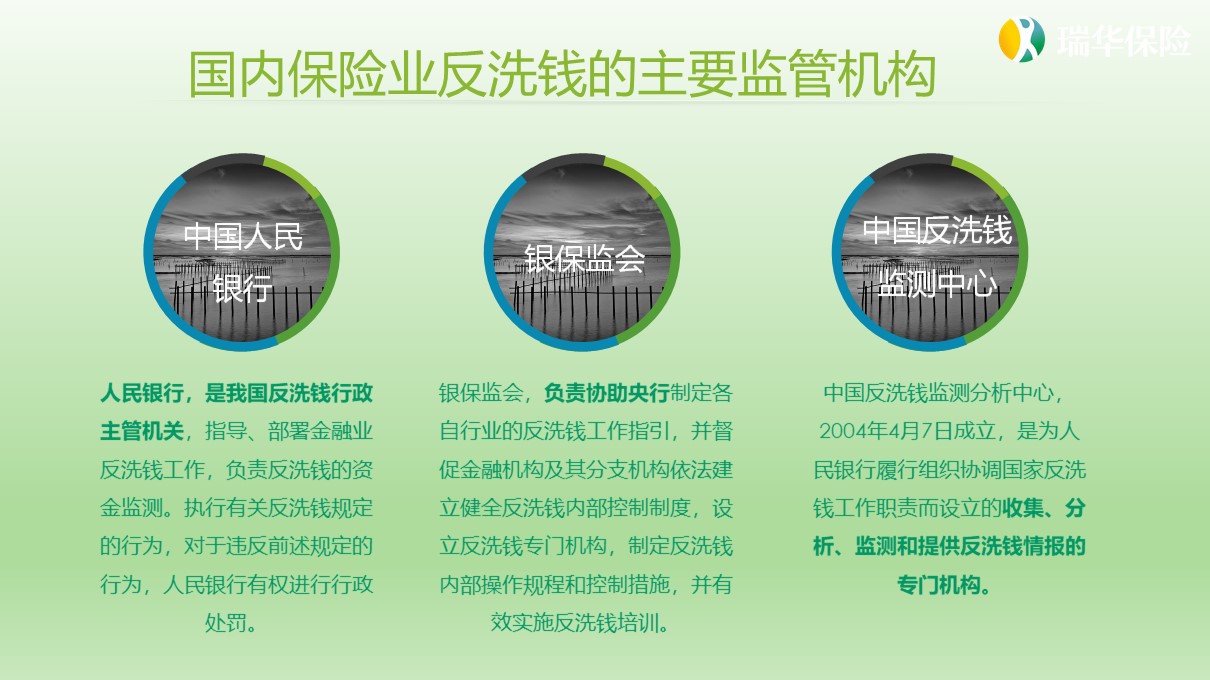 瑞华保险
国内保险业反洗钱的主要监管机构
中国人民
银行
银保监会
中国反洗钱
监测中心
人民银行，是我国反洗钱行政
主管机关，指导、部署金融业
反洗钱工作，负责反洗钱的资
金监测。执行有关反洗钱规定
的行为，对于违反前述规定的
行为，人民银行有权进行行政
处罚。
银保监会，负责协助央行制定各
自行业的反洗钱工作指引，并督
促金融机构及其分支机构依法建
立健全反洗钱内部控制制度，设
立反洗钱专门机构，制定反洗钱
内部操作规程和控制措施，并有
效实施反洗钱培训。
中国反洗钱监测分析中心，
2004年4月7日成立，是为人
民银行履行组织协调国家反洗
钱工作职责而设立的收集、分
析、监测和提供反洗钱情报的
专门机构。